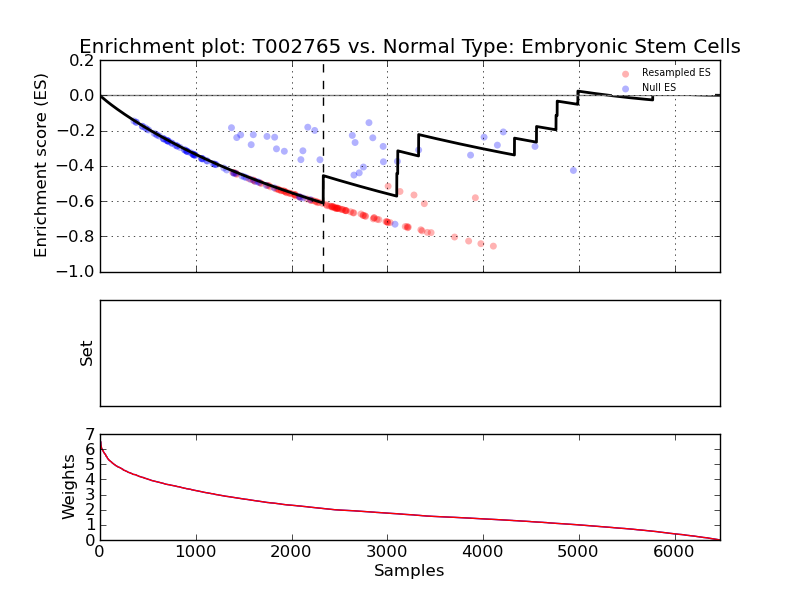 Enrichment plot: T002765 vs. Normal Type: Embryonic Stem Cells
Enrichment score (ES)
0.2
0.0
−0.2
−0.4
−0.6
−0.8
−1.0
Resampled ES
Null ES
Set
Weights
7
6
5
4
3
2
1
0
0 1000 2000 3000 4000 5000 6000
Samples